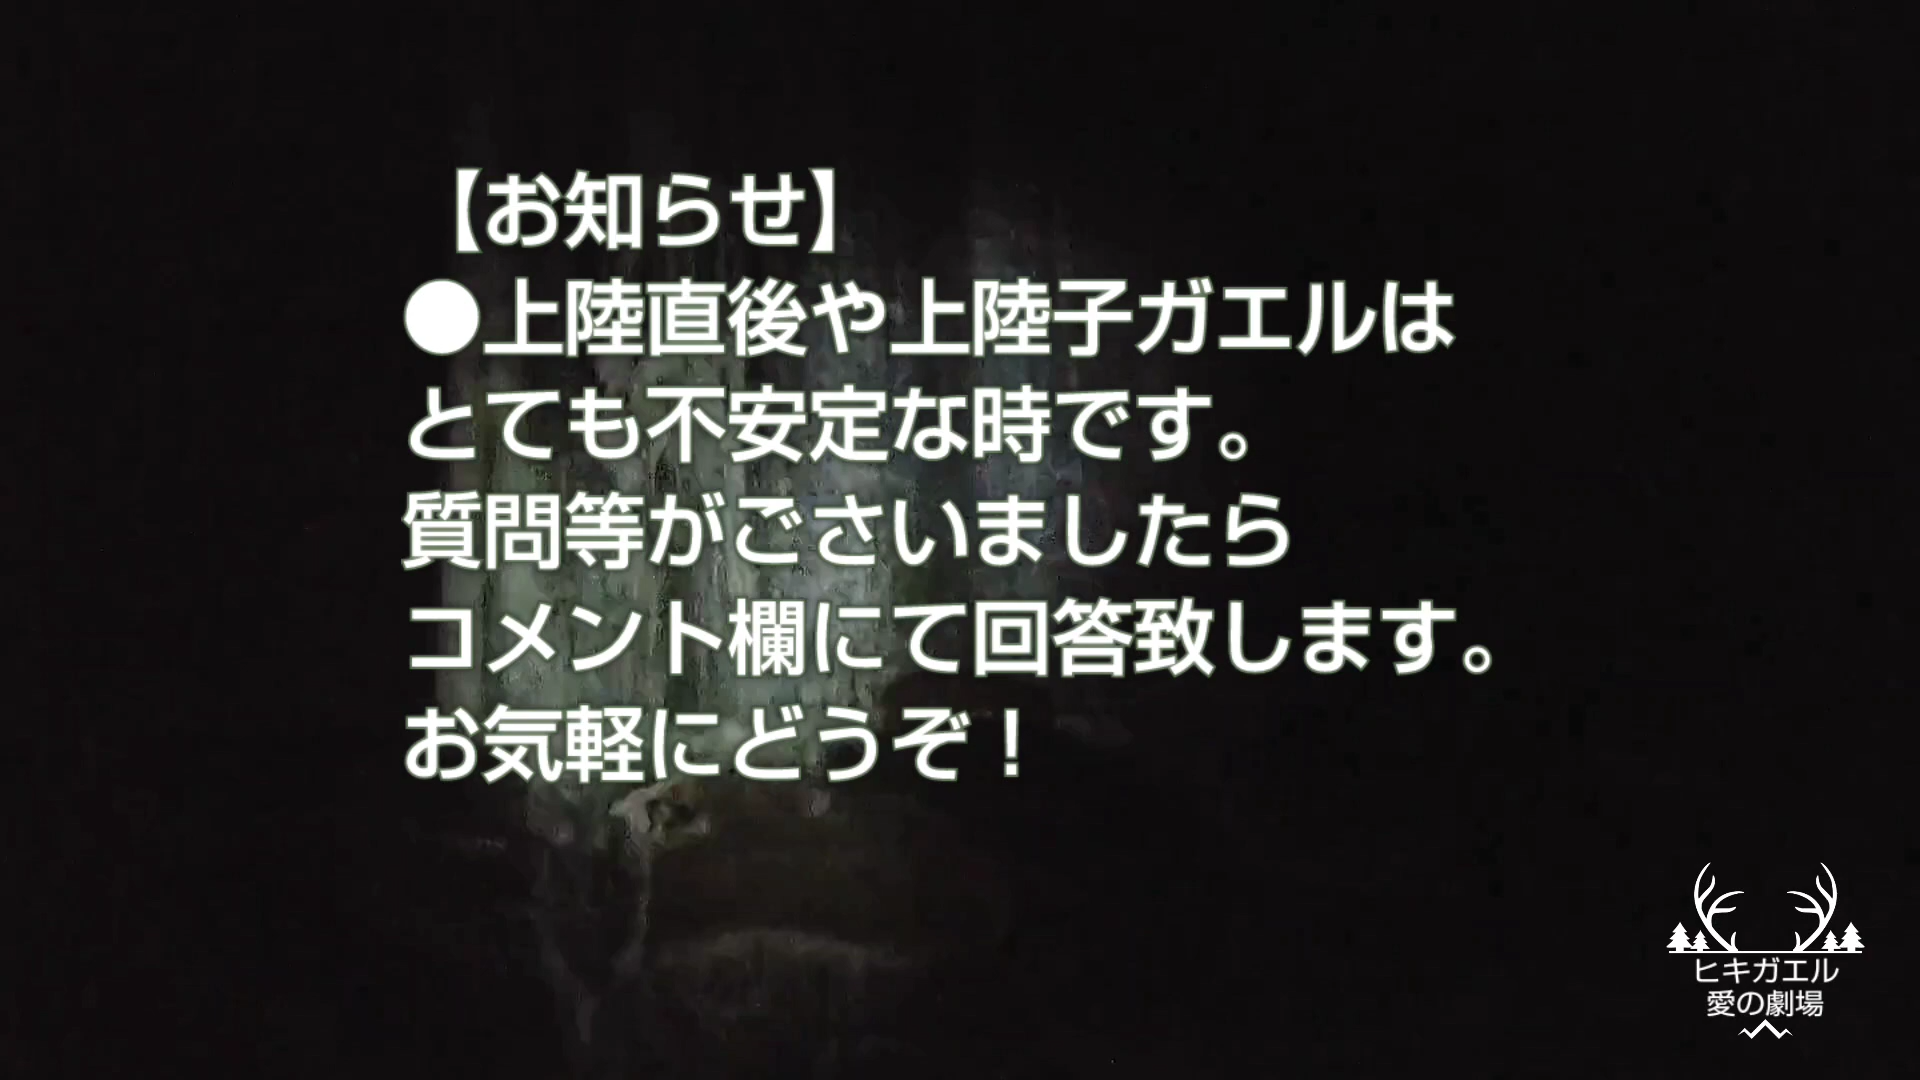 【お知らせ】
●上陸直後や上陸子ガエルは
とても不安定な時です。
質問等がごさいましたら
コメント欄にて回答致します。
お気軽にどうぞ！
ヒキガエル
愛の劇場